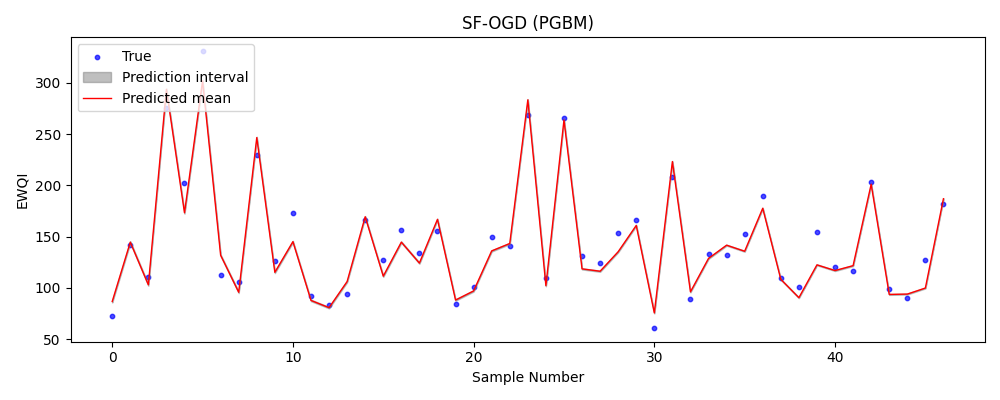 SF-OGD (PGBM)
True
Prediction interval
Predicted mean
EWQI
300
250
200
150
100
50
0 10 20 30 40
Sample Number